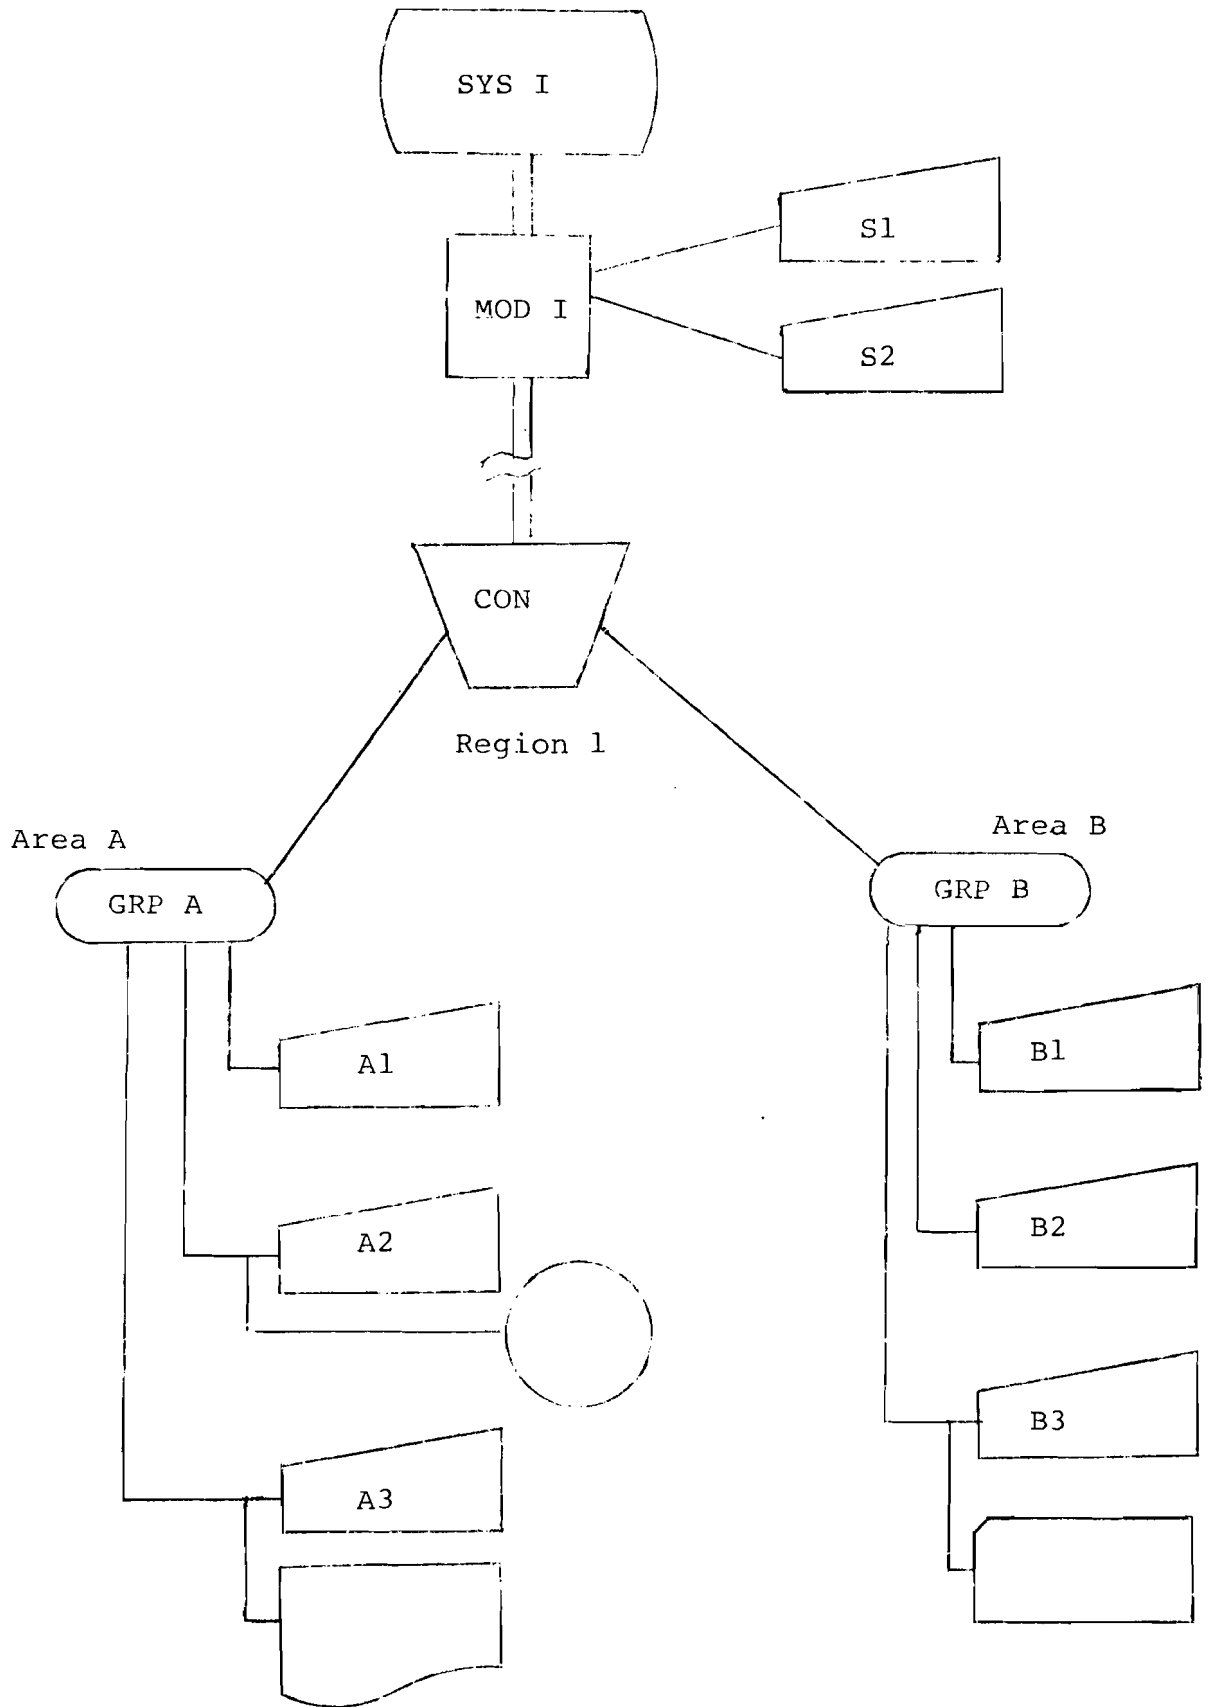 SYS I
S1
MOD I
S2
CON
Region 1
Area A
Area B
GRP A
GRP B
A1
B1
A2
B2
A3
B3